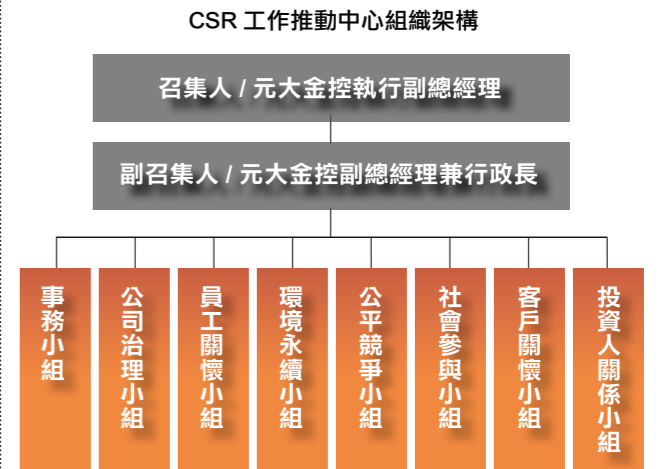 CSR 工作推動中心組織架構
召集人 / 元大金控執行副總經理
副召集人 / 元大金控副總經理兼行政長
事務小組
公司治理小組
員工關懷小組
環境永續小組
公平競爭小組
社會參與小組
客戶關懷小組
投資人關係小組